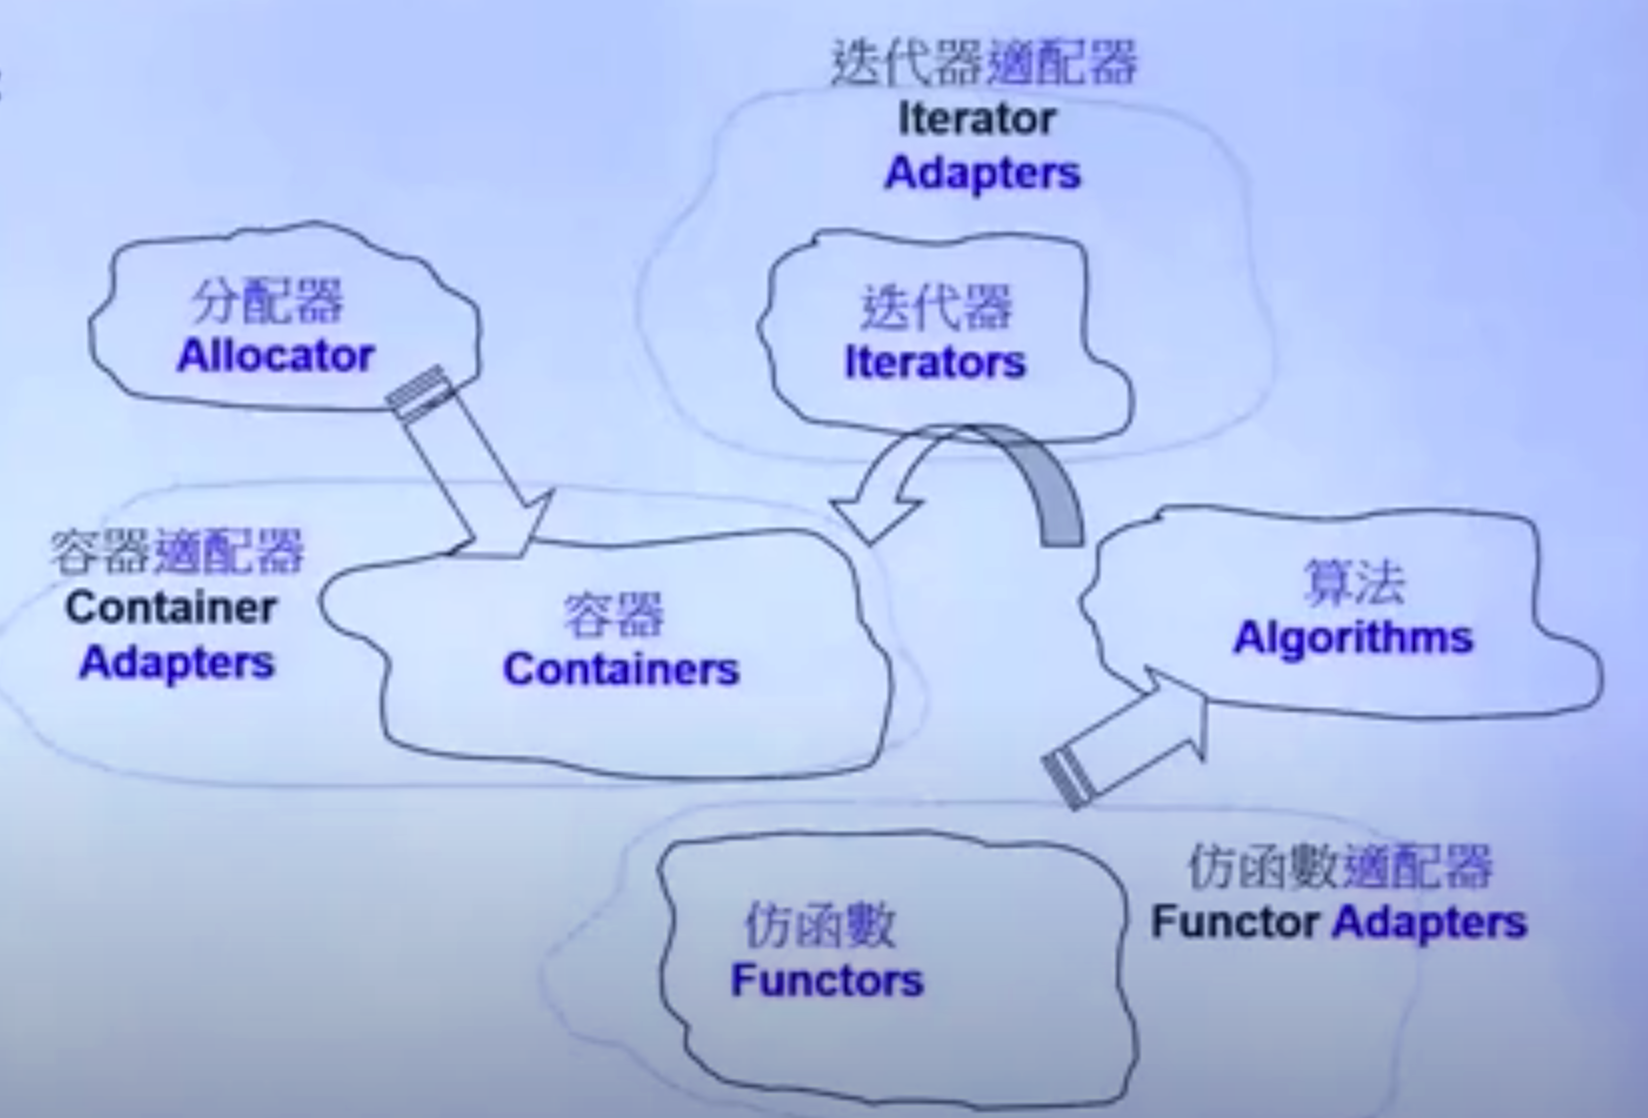 迭代器適配器
Iterator
Adapters
分配器
Allocator
迭代器
Iterators
容器適配器
Container
Adapters
容器
Containers
算法
Algorithms
仿函數適配器
Functor Adapters
仿函數
Functors